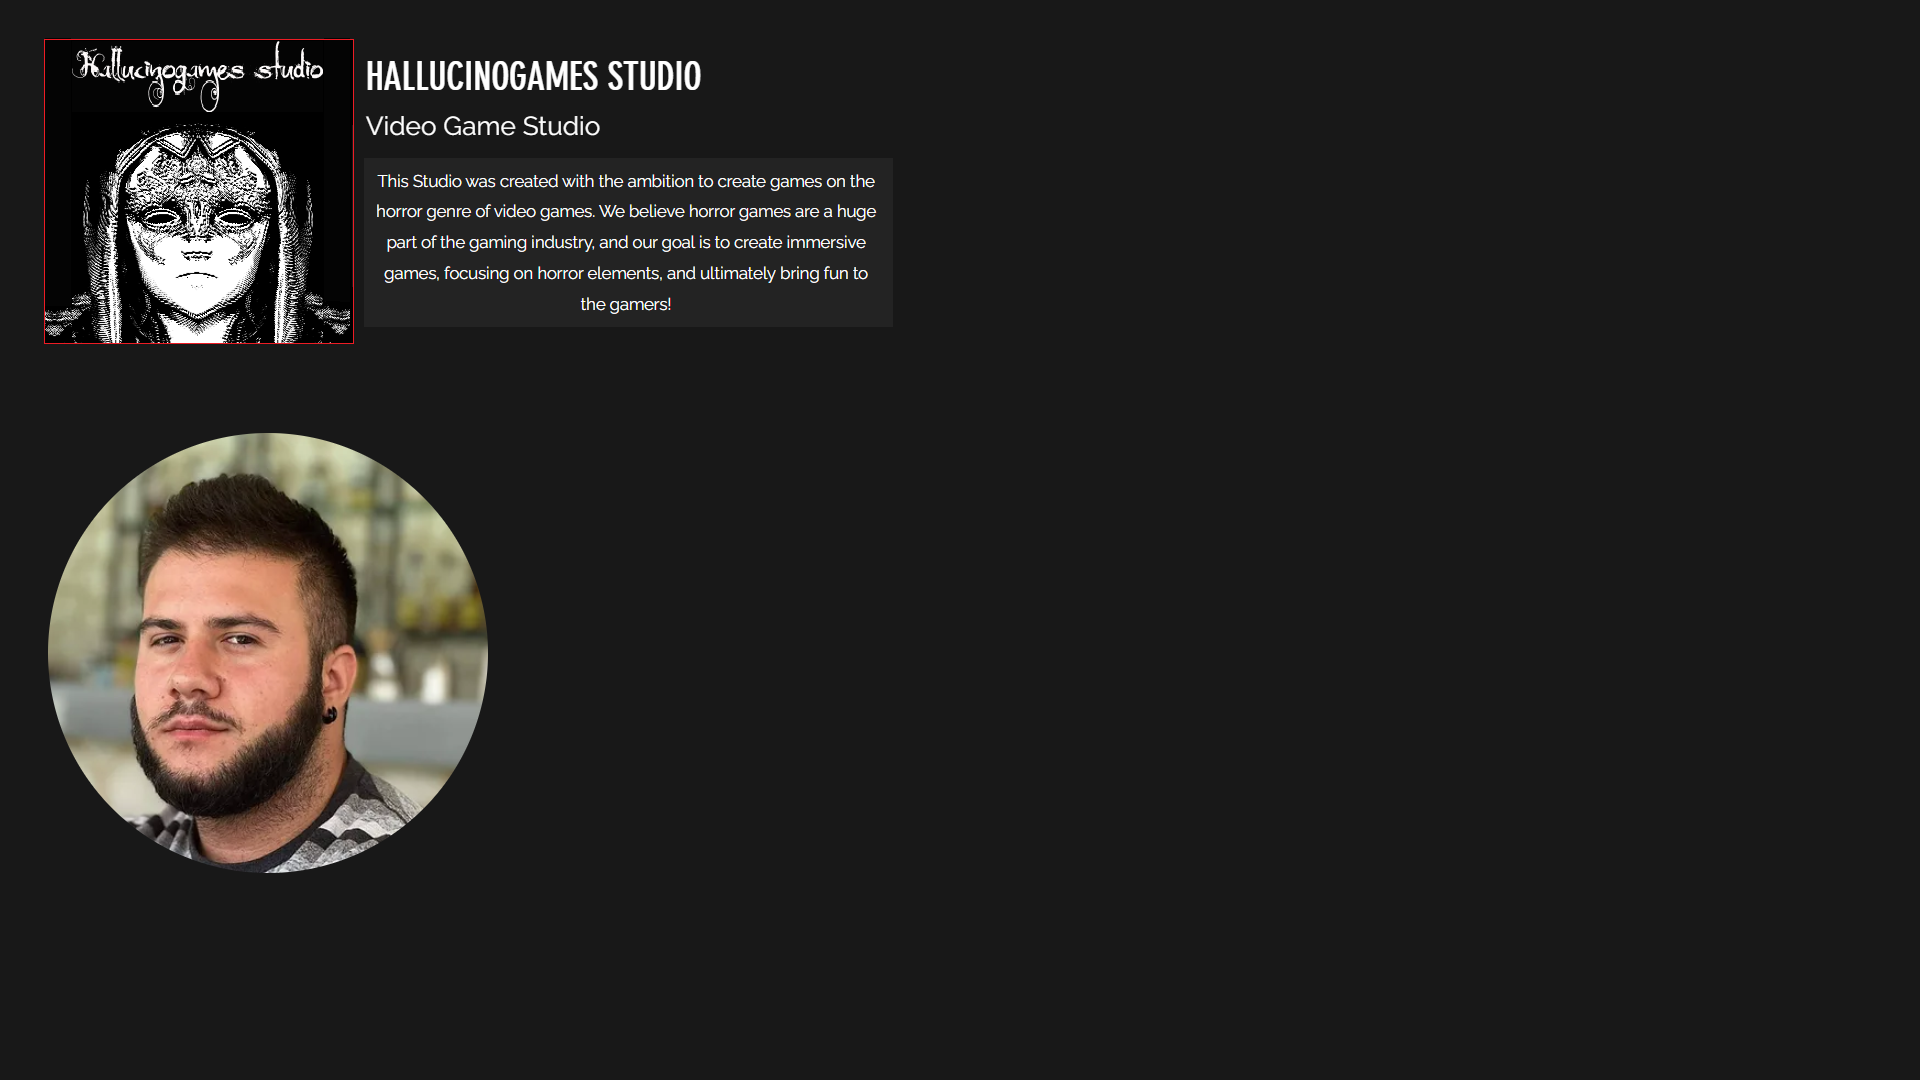 Hallucinogames studio
HALLUCINOGAMES STUDIO
Video Game Studio
This Studio was created with the ambition to create games on the
horror genre of video games. We believe horror games are a huge
part of the gaming industry, and our goal is to create immersive
games, focusing on horror elements, and ultimately bring fun to
the gamers!